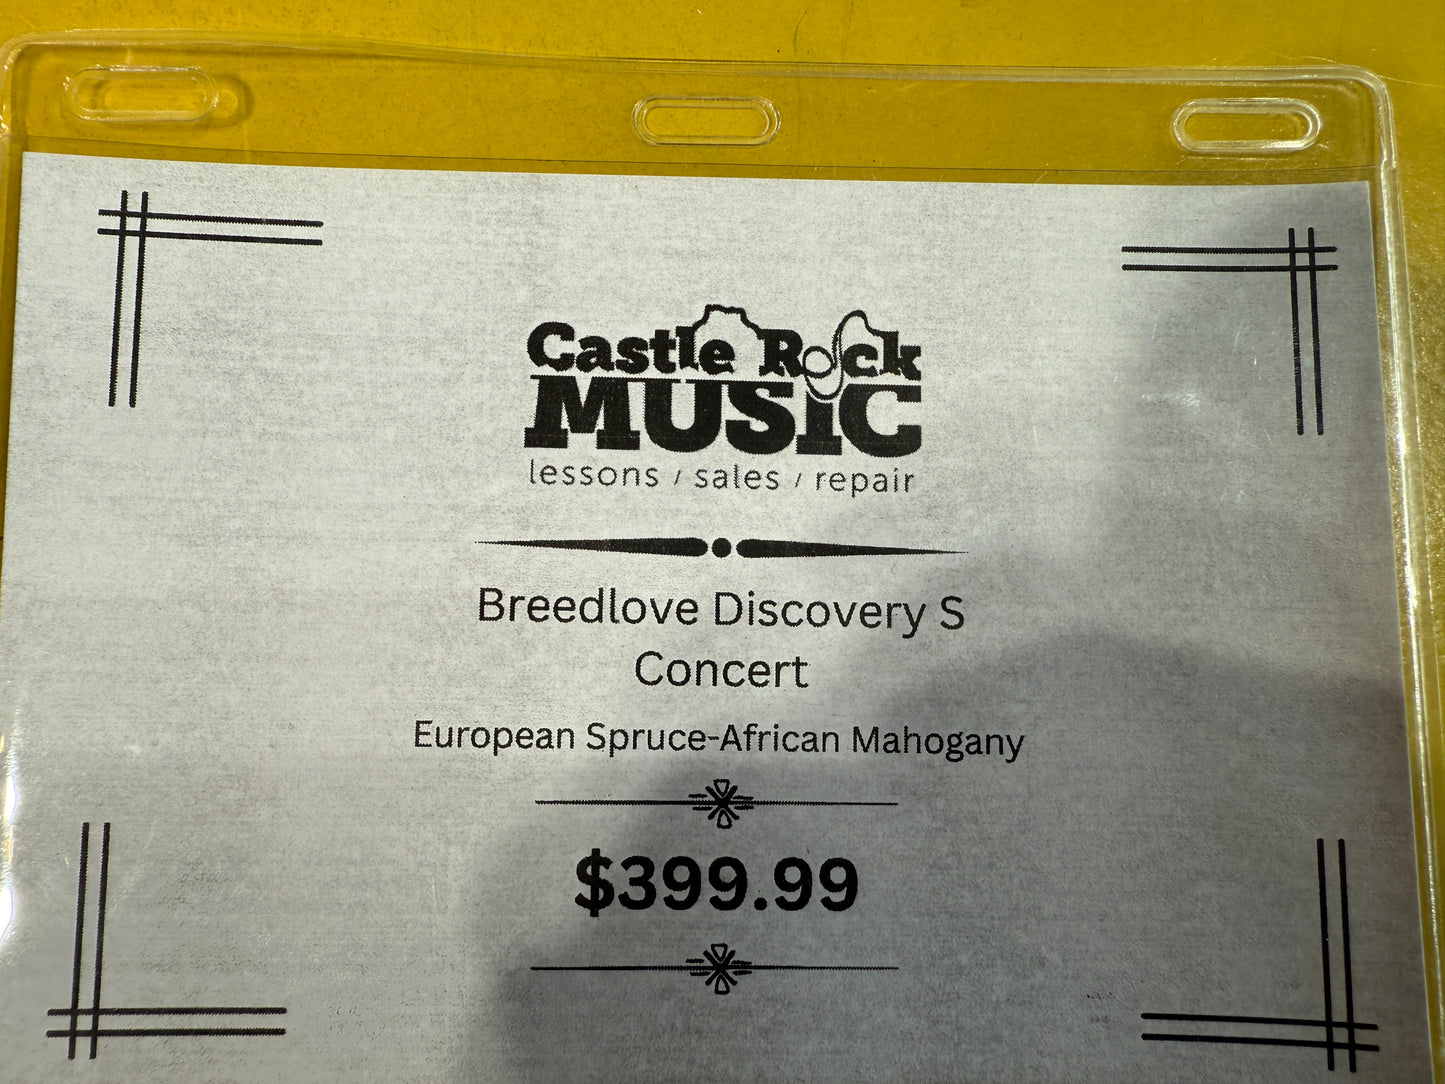 Castle Rock
MUSIC
lessons / sales / repair
Breedlove Discovery S
Concert
European Spruce-African Mahogany
$399.99